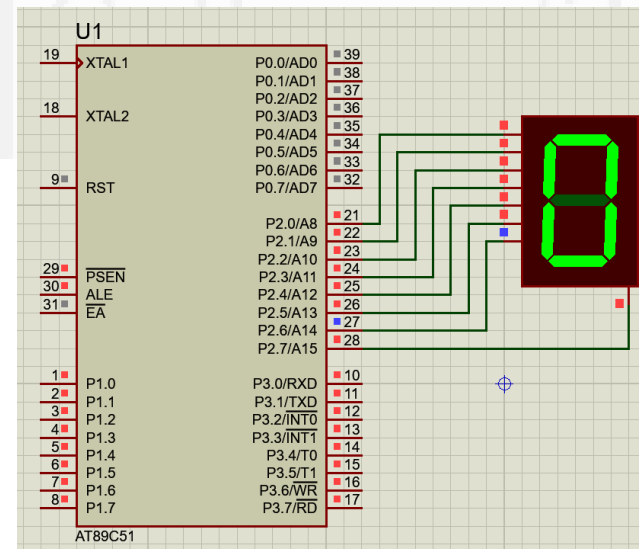 U1
19 XTAL1 P0.0/AD0 39
P0.1/AD1 38
P0.2/AD2 37
18 XTAL2 P0.3/AD3 36
P0.4/AD4 35
P0.5/AD5 34
P0.6/AD6 33
9 RST P0.7/AD7 32
P2.0/A8 21
P2.1/A9 22
P2.2/A10 23
29 PSEN P2.3/A11 24
30 ALE P2.4/A12 25
31 EA P2.5/A13 26
P2.6/A14 27
P2.7/A15 28
1 P1.0 P3.0/RXD 10
2 P1.1 P3.1/TXD 11
3 P1.2 P3.2/INT0 12
4 P1.3 P3.3/INT1 13
5 P1.4 P3.4/T0 14
6 P1.5 P3.5/T1 15
7 P1.6 P3.6/WR 16
8 P1.7 P3.7/RD 17
AT89C51
0